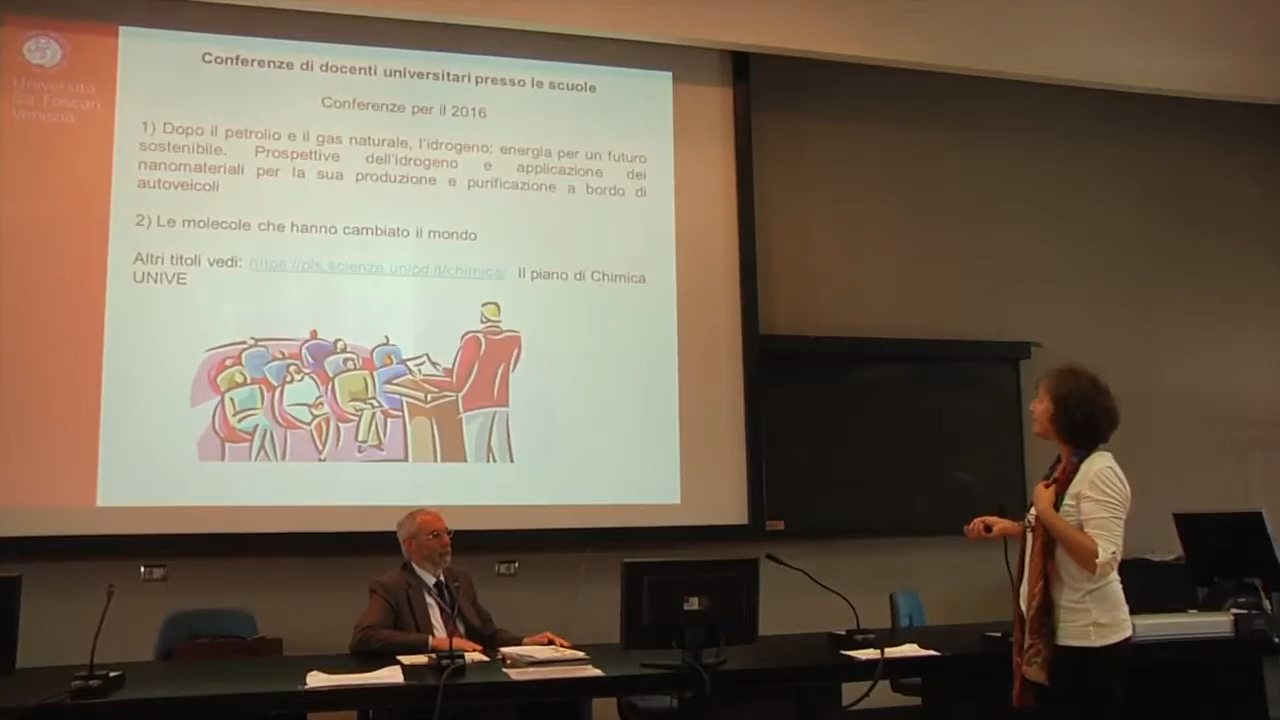 Università
Ca'Foscari
Venezia
Conferenze di docenti universitari presso le scuole
Conferenze per il 2016
1) Dopo il petrolio e il gas naturale, l'idrogeno: energia per un futuro
sostenibile. Prospettive dell'idrogeno e applicazione dei
nanomateriali per la sua produzione e purificazione a bordo di
autoveicoli
2) Le molecole che hanno cambiato il mondo
Altri titoli vedi: https://pls.scienze.unipd.it/chimica/ Il piano di Chimica
UNIVE